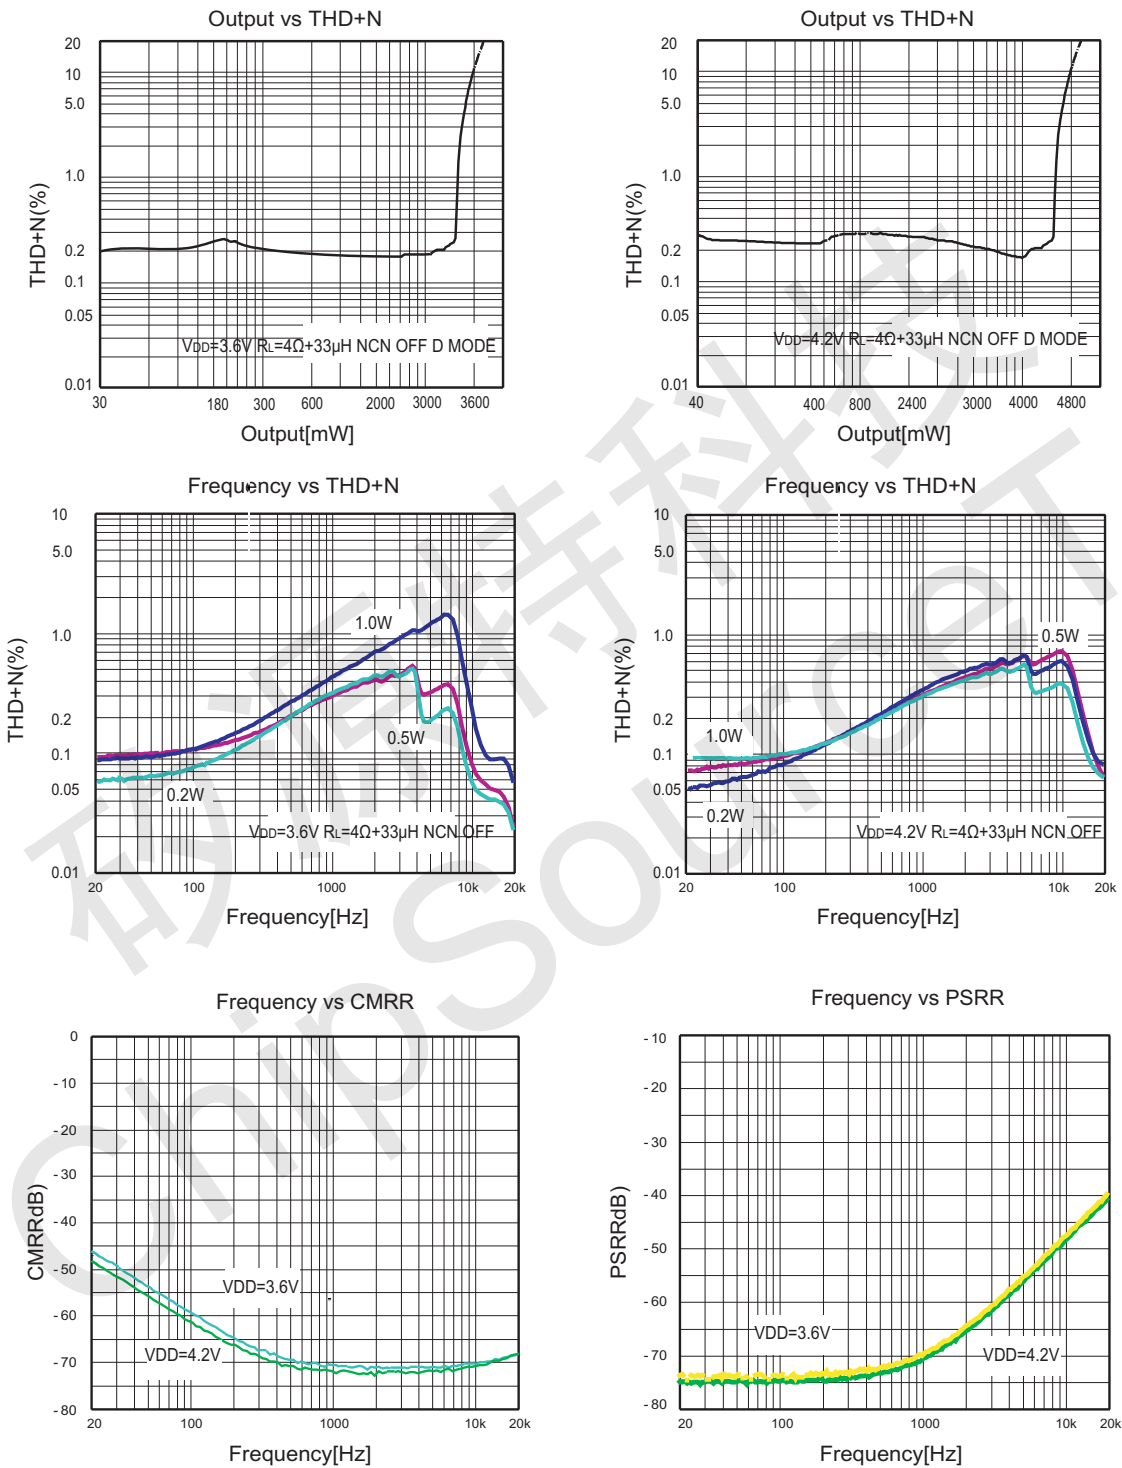 Output vs THD+N
20
10
5.0
1.0
0.2
0.1
0.05
0.01
THD+N(%)
VDD=3.6V RL=4Ω+33μH NCN OFF D MODE
30 180 300 600 2000 3000 3600
Output[mW]
Output vs THD+N
20
10
5.0
1.0
0.2
0.1
0.05
0.01
THD+N(%)
VDD=4.2V RL=4Ω+33μH NCN OFF D MODE
40 400 800 2400 3000 4000 4800
Output[mW]
Frequency vs THD+N
10
5.0
1.0
0.2
0.1
0.05
0.01
THD+N(%)
1.0W
0.5W
0.2W
VDD=3.6V RL=4Ω+33μH NCN OFF
20 100 1000 10k 20k
Frequency[Hz]
Frequency vs THD+N
10
5.0
1.0
0.2
0.1
0.05
0.01
THD+N(%)
0.5W
1.0W
0.2W
VDD=4.2V RL=4Ω+33μH NCN OFF
20 100 1000 10k 20k
Frequency[Hz]
Frequency vs CMRR
0
-10
-20
-30
-40
-50
-60
-70
-80
CMRRdB)
VDD=3.6V
VDD=4.2V
20 100 1000 10k 20k
Frequency[Hz]
Frequency vs PSRR
-10
-20
-30
-40
-50
-60
-70
-80
PSRRdB)
VDD=3.6V
VDD=4.2V
20 100 1000 10k 20k
Frequency[Hz]
矽源特科技
ChipSourceT